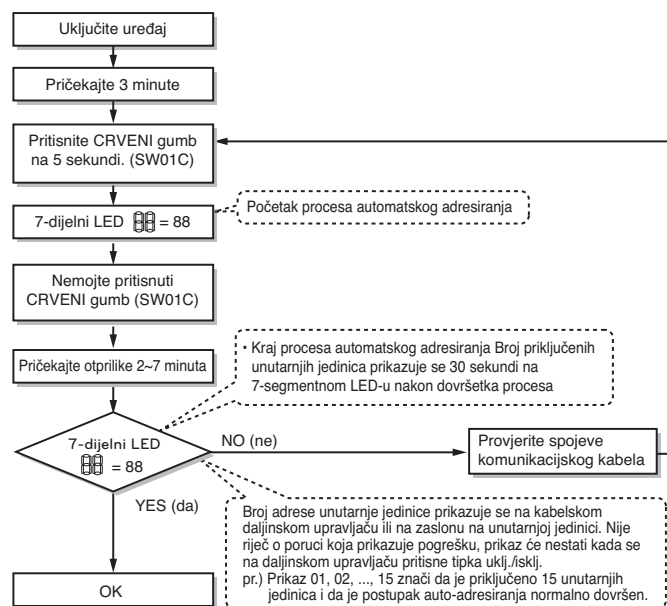 Uključite uređaj
Pričekajte 3 minute
Pritisnite CRVENI gumb
na 5 sekundi. (SW01C)
7-dijelni LED 88 = 88
Početak procesa automatskog adresiranja
Nemojte pritisnuti
CRVENI gumb (SW01C)
Pričekajte otprilike 2~7 minuta
• Kraj procesa automatskog adresiranja Broj priključenih
unutarnjih jedinica prikazuje se 30 sekundi na
7-segmentnom LED-u nakon dovršetka procesa
7-dijelni LED
88 = 88
NO (ne)
Provjerite spojeve
komunikacijskog kabela
YES (da)
Broj adrese unutarnje jedinice prikazuje se na kabelskom
daljinskom upravljaču ili na zaslonu na unutarnjoj jedinici. Nije
riječ o poruci koja prikazuje pogrešku, prikaz će nestati kada se
na daljinskom upravljaču pritisne tipka uklj./isklj.
pr.) Prikaz 01, 02, ..., 15 znači da je priključeno 15 unutarnjih
jedinica i da je postupak auto-adresiranja normalno dovršen.
OK